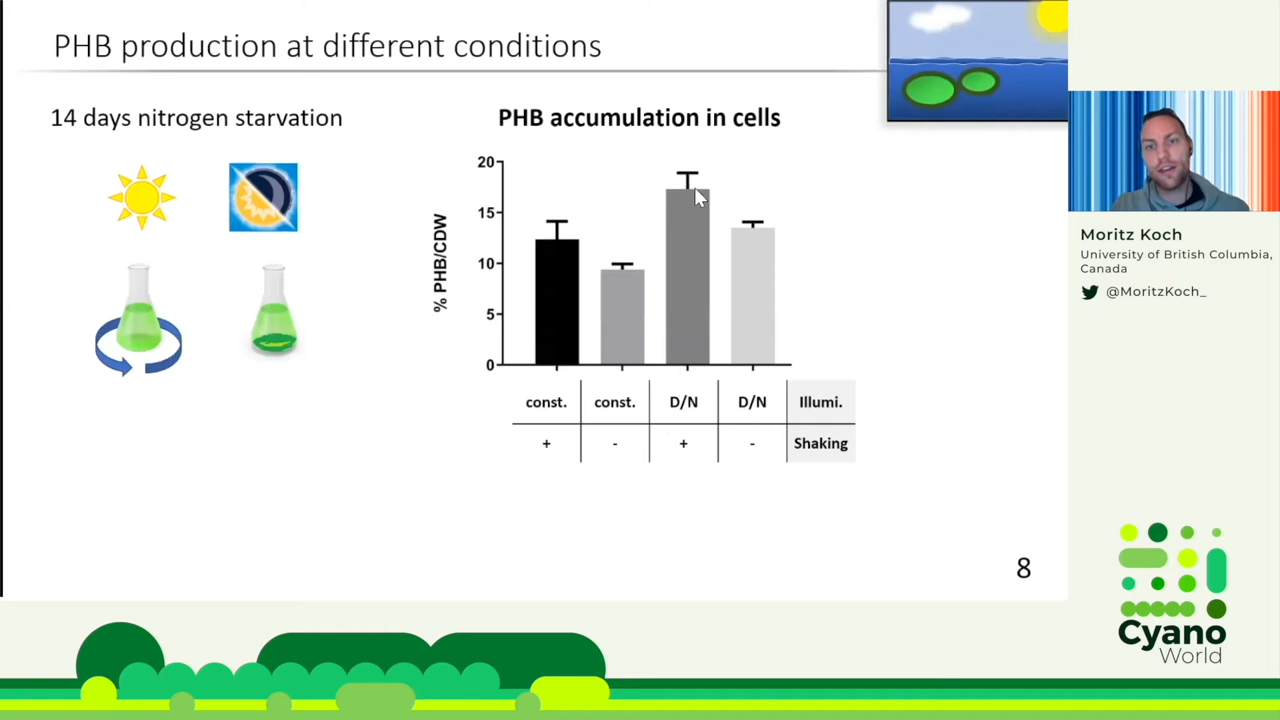 PHB production at different conditions
14 days nitrogen starvation
PHB accumulation in cells
% PHB/CDW
20
15
10
5
0
const. const. D/N D/N Illumi.
+ - + - Shaking
8
Moritz Koch
University of British Columbia,
Canada
@MoritzKoch_
Cyano
World